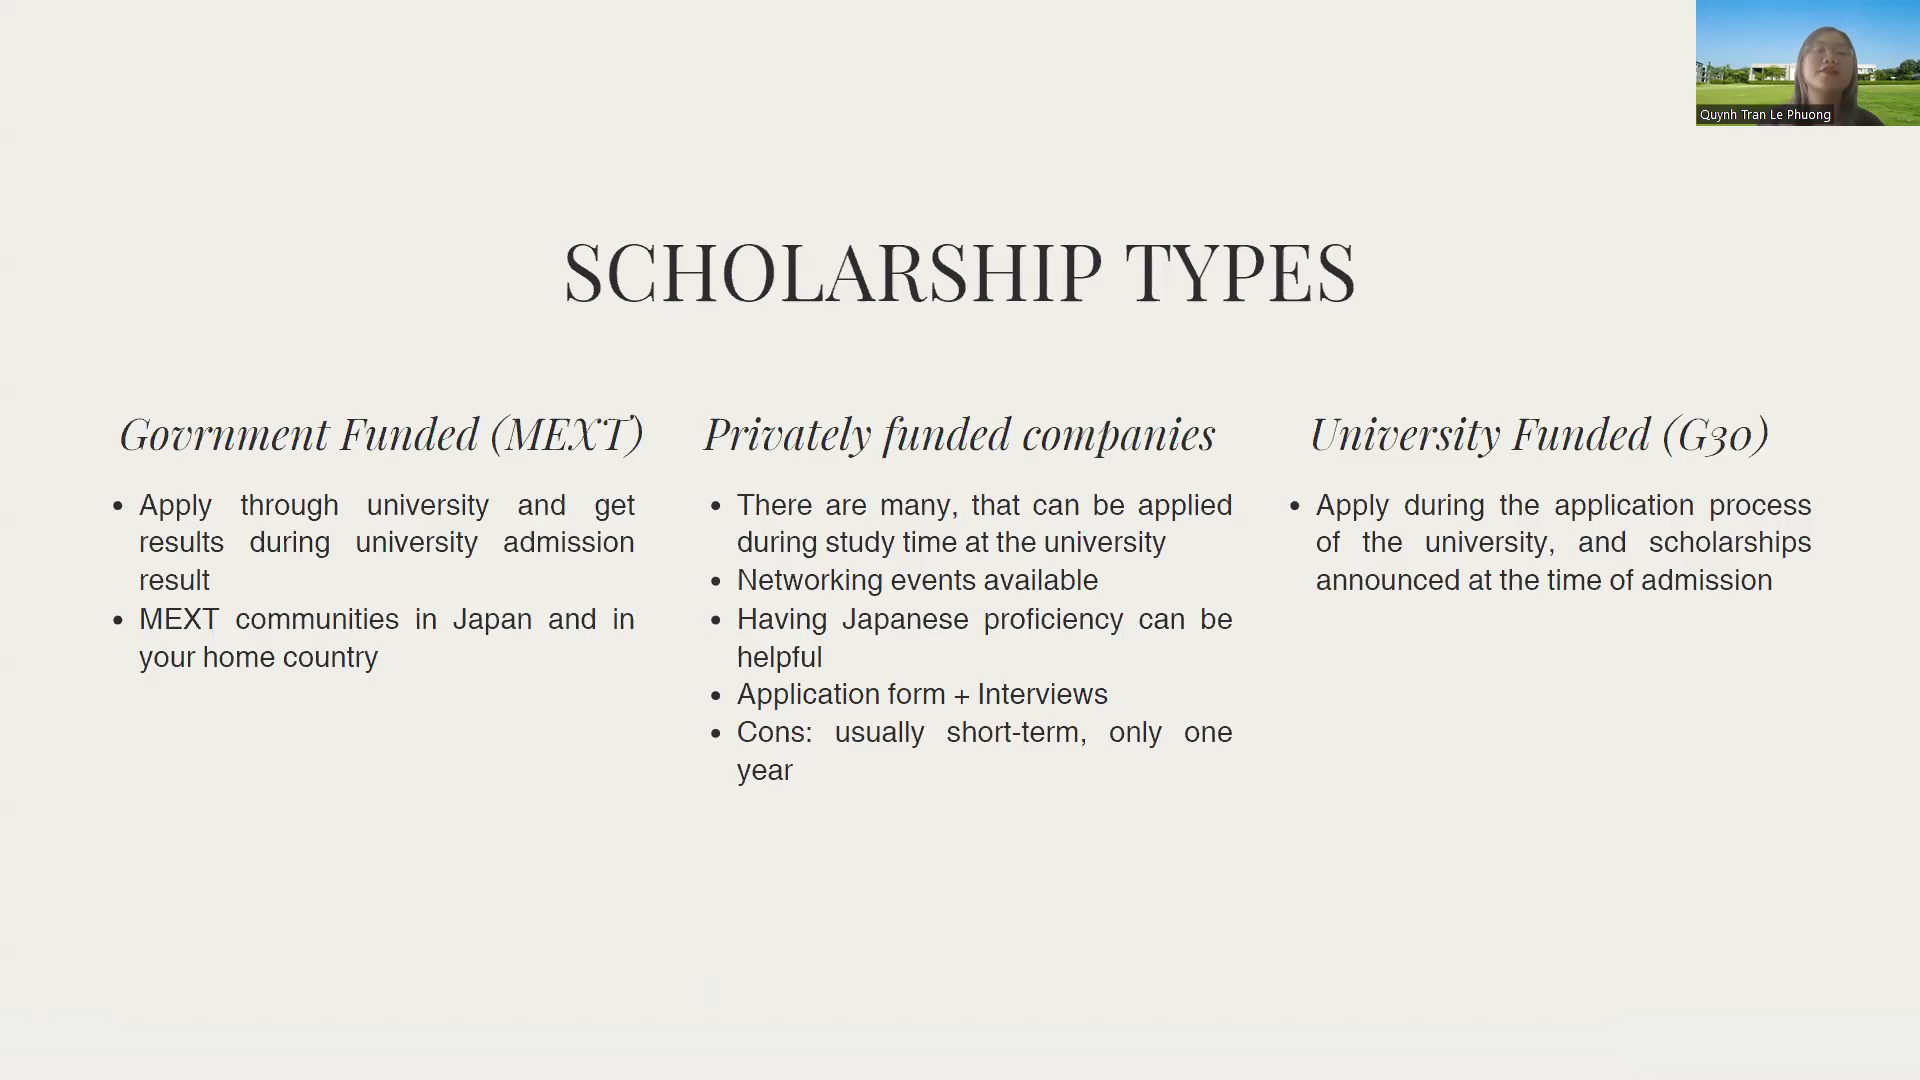 Quynh Tran Le Phuong
SCHOLARSHIP TYPES
Govrnment Funded (MEXT)
• Apply through university and get
results during university admission
result
• MEXT communities in Japan and in
your home country
Privately funded companies
• There are many, that can be applied
during study time at the university
• Networking events available
• Having Japanese proficiency can be
helpful
• Application form + Interviews
• Cons: usually short-term, only one
year
University Funded (G30)
• Apply during the application process
of the university, and scholarships
announced at the time of admission